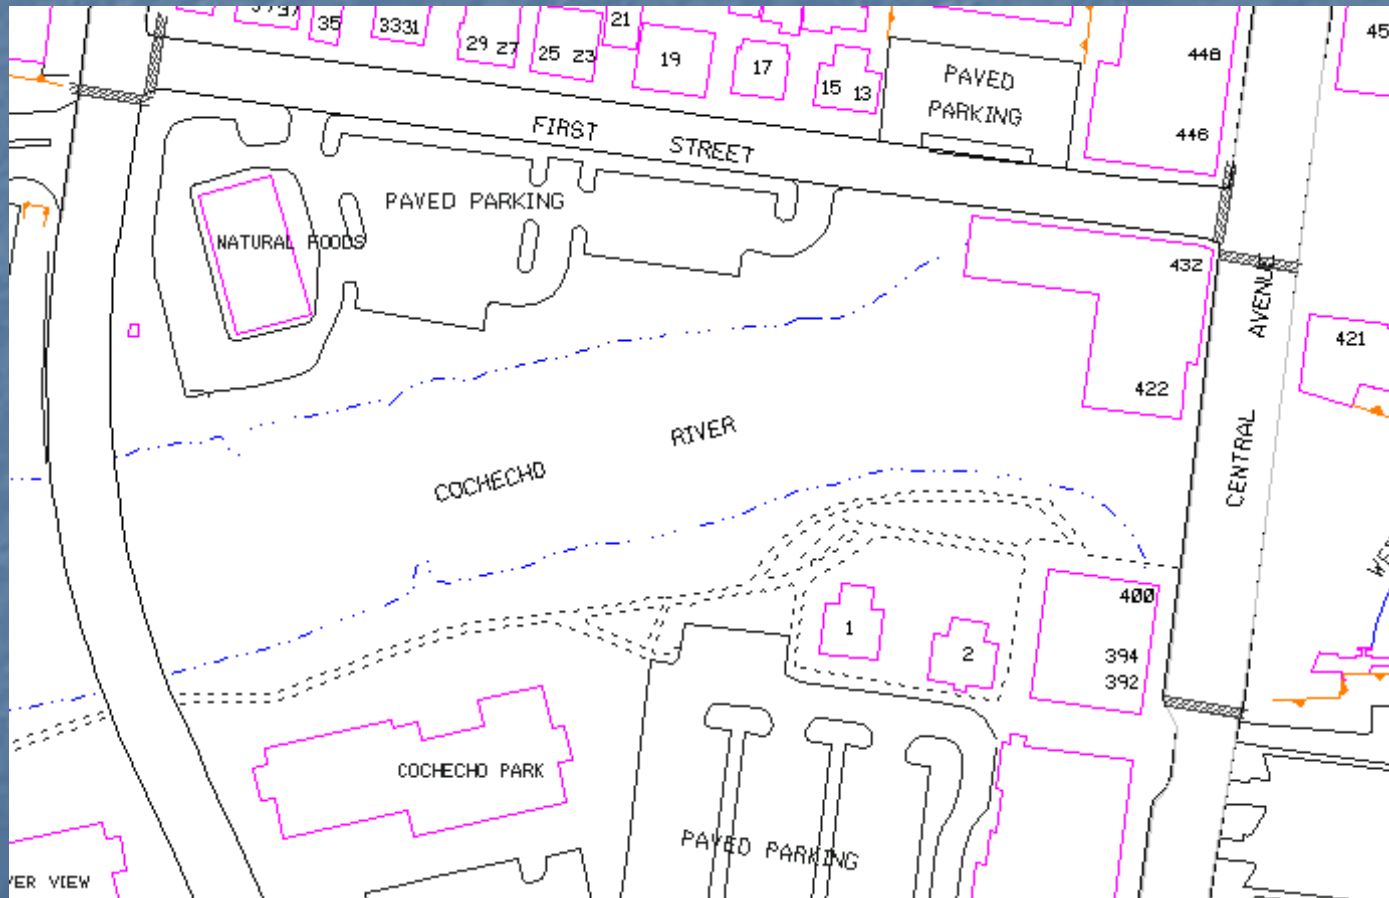 35
3331
29 27
25 23
21
19
17
15 13
PAVED
PARKING
448
446
45
FIRST STREET
PAVED PARKING
NATURAL FOODS
432
AVENUE
421
422
RIVER
COCHECHO
CENTRAL
400
1
2
394
392
COCHECHO PARK
PAVED PARKING
VER VIEW